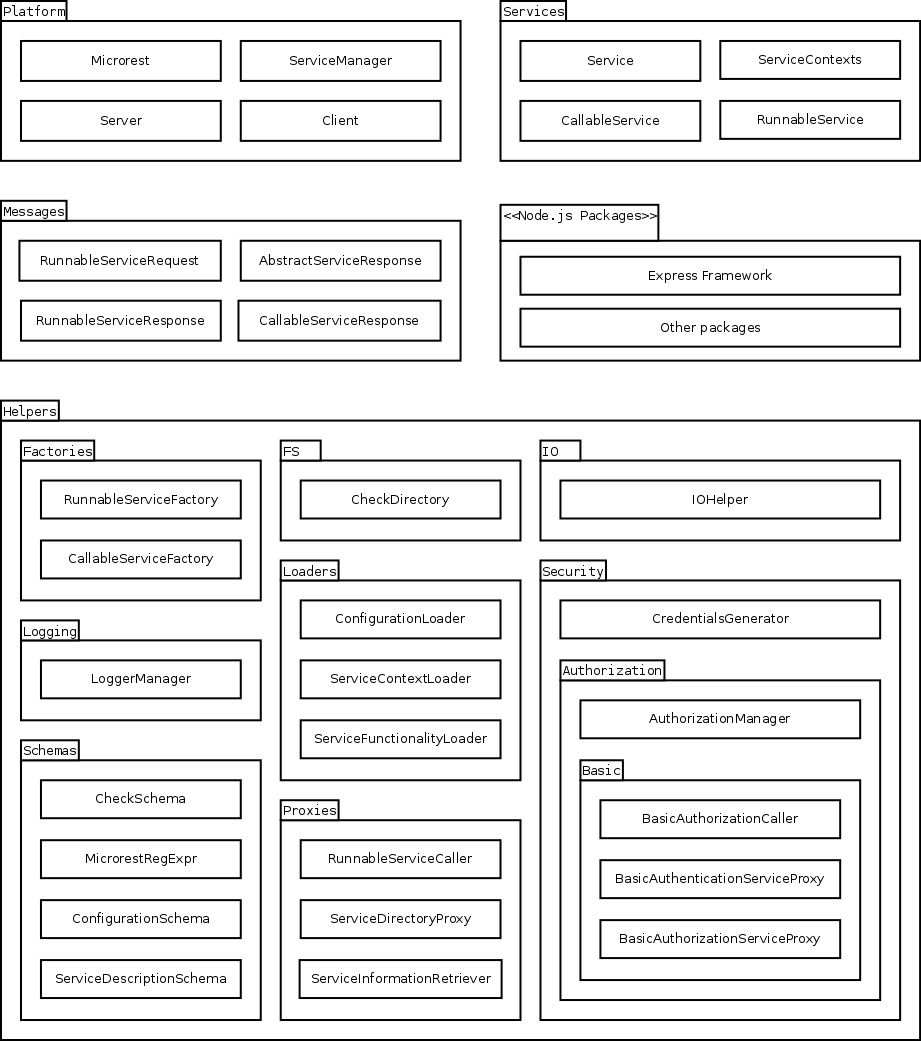 Platform
Microrest
ServiceManager
Server
Client
Services
Service
ServiceContexts
CallableService
RunnableService
Messages
RunnableServiceRequest
AbstractServiceResponse
RunnableServiceResponse
CallableServiceResponse
<<Node.js Packages>>
Express Framework
Other packages
Helpers
Factories
RunnableServiceFactory
CallableServiceFactory
Logging
LoggerManager
Schemas
CheckSchema
MicrorestRegExpr
ConfigurationSchema
ServiceDescriptionSchema
FS
CheckDirectory
Loaders
ConfigurationLoader
ServiceContextLoader
ServiceFunctionalityLoader
Proxies
RunnableServiceCaller
ServiceDirectoryProxy
ServiceInformationRetriever
IO
IOHelper
Security
CredentialsGenerator
Authorization
AuthorizationManager
Basic
BasicAuthorizationCaller
BasicAuthenticationServiceProxy
BasicAuthorizationServiceProxy